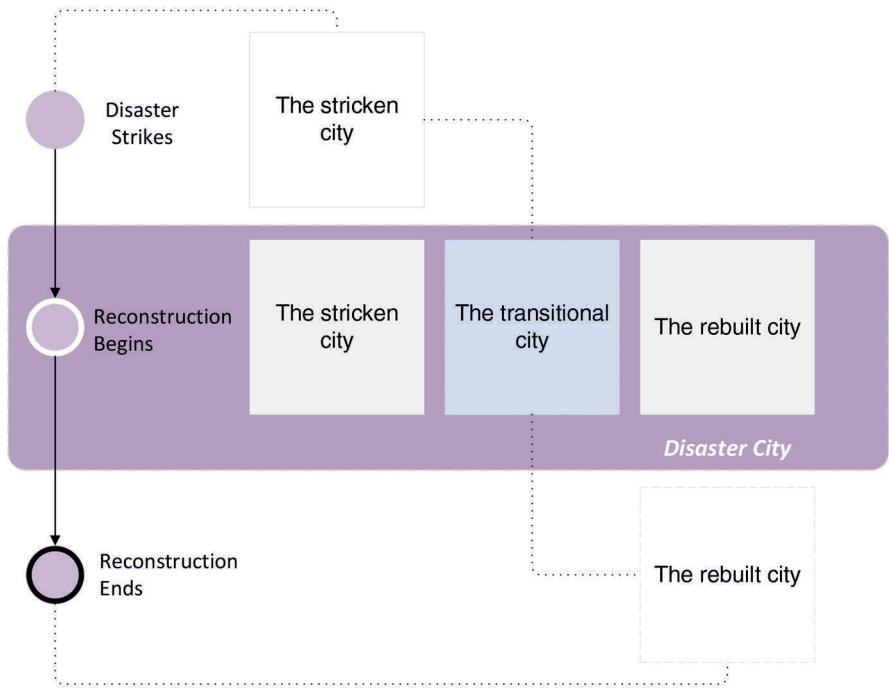 Disaster
Strikes
The stricken
city
Reconstruction
Begins
The stricken
city
The transitional
city
The rebuilt city
Disaster City
Reconstruction
Ends
The rebuilt city